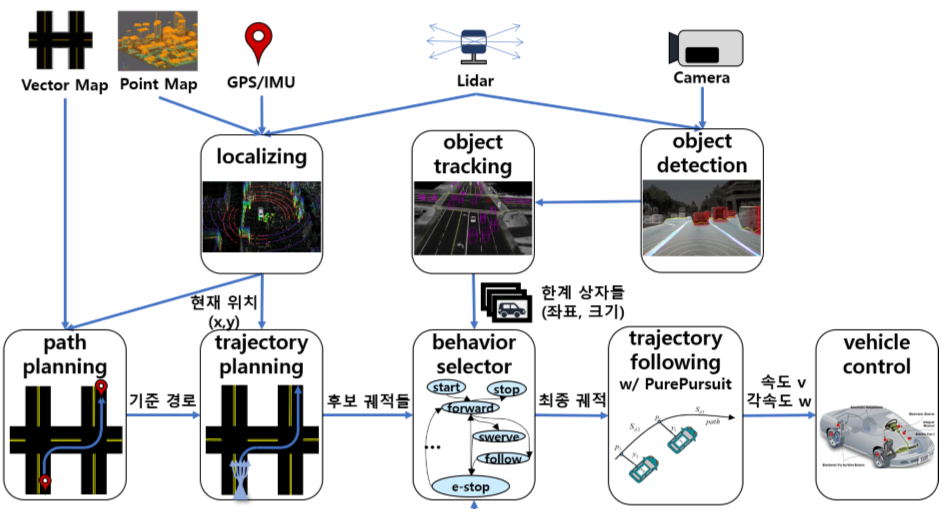 Vector Map
Point Map
GPS/IMU
Lidar
Camera
localizing
object
tracking
object
detection
현재 위치
(x,y)
한계 상자들
(좌표, 크기)
path
planning
기준 경로
trajectory
planning
후보 궤적들
behavior
selector
start
stop
forward
swerve
follow
...
e-stop
최종 궤적
trajectory
following
w/ PurePursuit
path
속도 v
각속도 w
vehicle
control